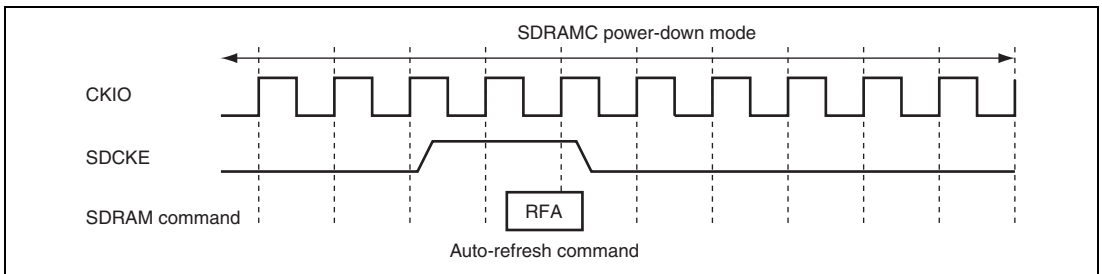 SDRAMC power-down mode
CKIO
SDCKE
SDRAM command
RFA
Auto-refresh command